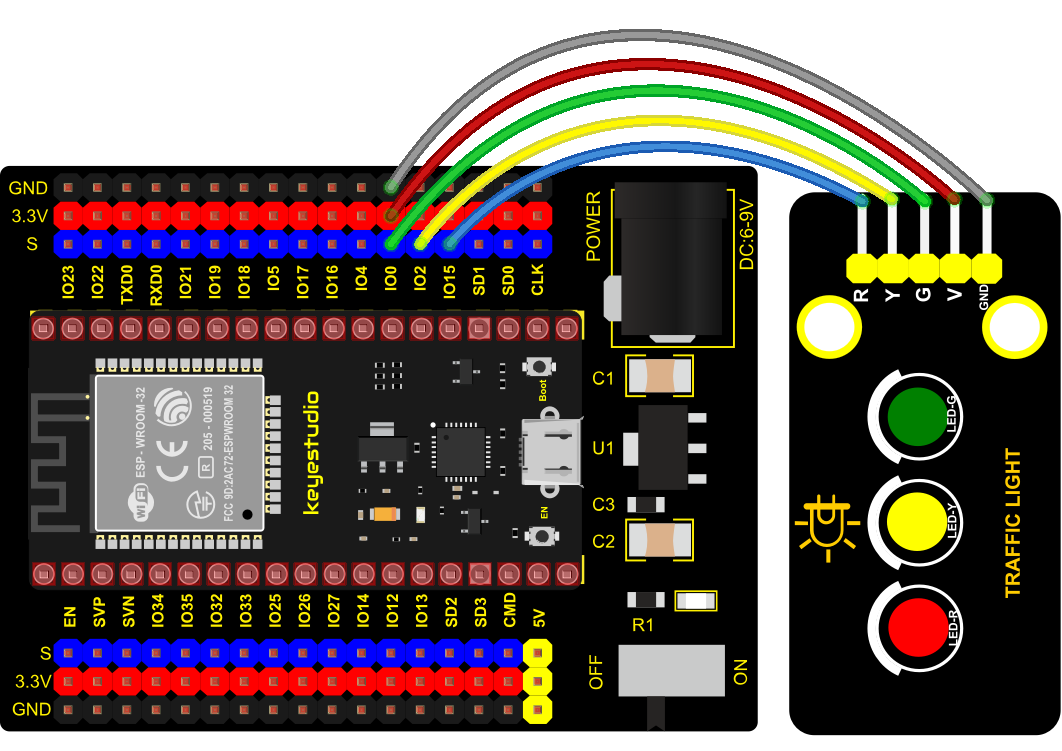 GND
3.3V
S
IO23 IO22 TXD0 RXD0 IO21 IO19 IO18 IO5 IO17 IO16 IO4 IO0 IO2 IO15 SD1 SD0 CLK
POWER
DC:6-9V
R Y G V GND
WiFi
ESP - WROOM -32
CE
R 205 - 000519
FCC 9D:2AC72-ESPWROOM 32
keyestudio
Boot
EN
C1
U1
C3
C2
R1
OFF
ON
EN SVP SVN IO34 IO35 IO32 IO33 IO25 IO26 IO27 IO14 IO12 IO13 SD2 SD3 CMD 5V
S
3.3V
GND
LED-G
LED-Y
LED-R
TRAFFIC LIGHT